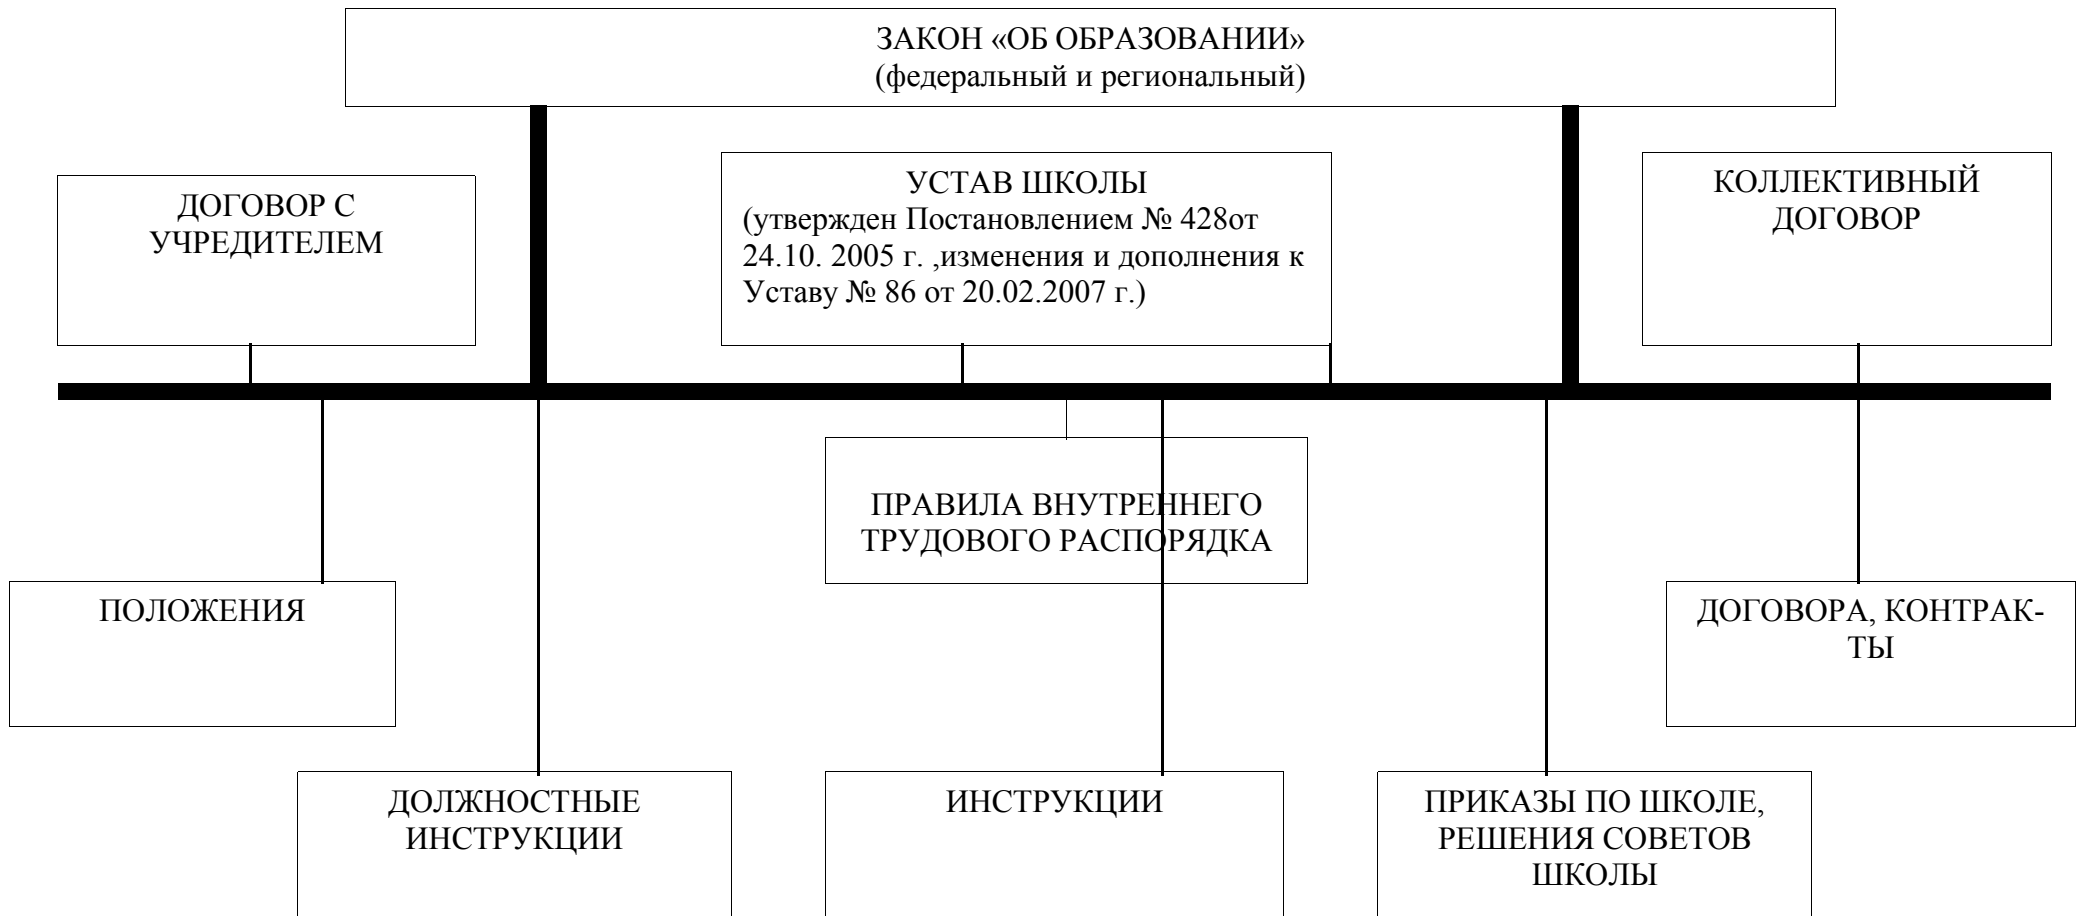 ЗАКОН «ОБ ОБРАЗОВАНИИ»
(федеральный и региональный)
ДОГОВОР С
УЧРЕДИТЕЛЕМ
УСТАВ ШКОЛЫ
(утвержден Постановлением № 428от
24.10. 2005 г. ,изменения и дополнения к
Уставу № 86 от 20.02.2007 г.)
КОЛЛЕКТИВНЫЙ
ДОГОВОР
ПРАВИЛА ВНУТРЕННЕГО
ТРУДОВОГО РАСПОРЯДКА
ПОЛОЖЕНИЯ
ДОГОВОРА, КОНТРАК-
ТЫ
ДОЛЖНОСТНЫЕ
ИНСТРУКЦИИ
ИНСТРУКЦИИ
ПРИКАЗЫ ПО ШКОЛЕ,
РЕШЕНИЯ СОВЕТОВ
ШКОЛЫ